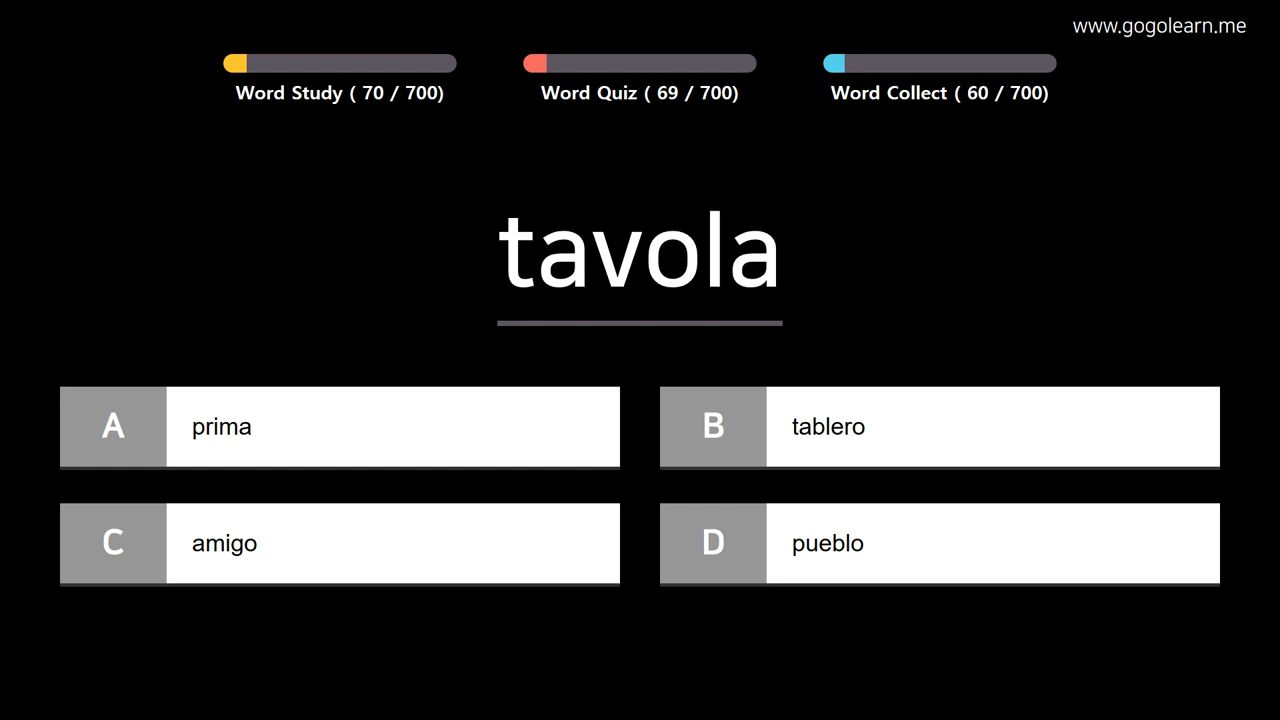 www.gogolearn.me
Word Study ( 70 / 700)
Word Quiz ( 69 / 700)
Word Collect ( 60 / 700)
tavola
A prima
B tablero
C amigo
D pueblo